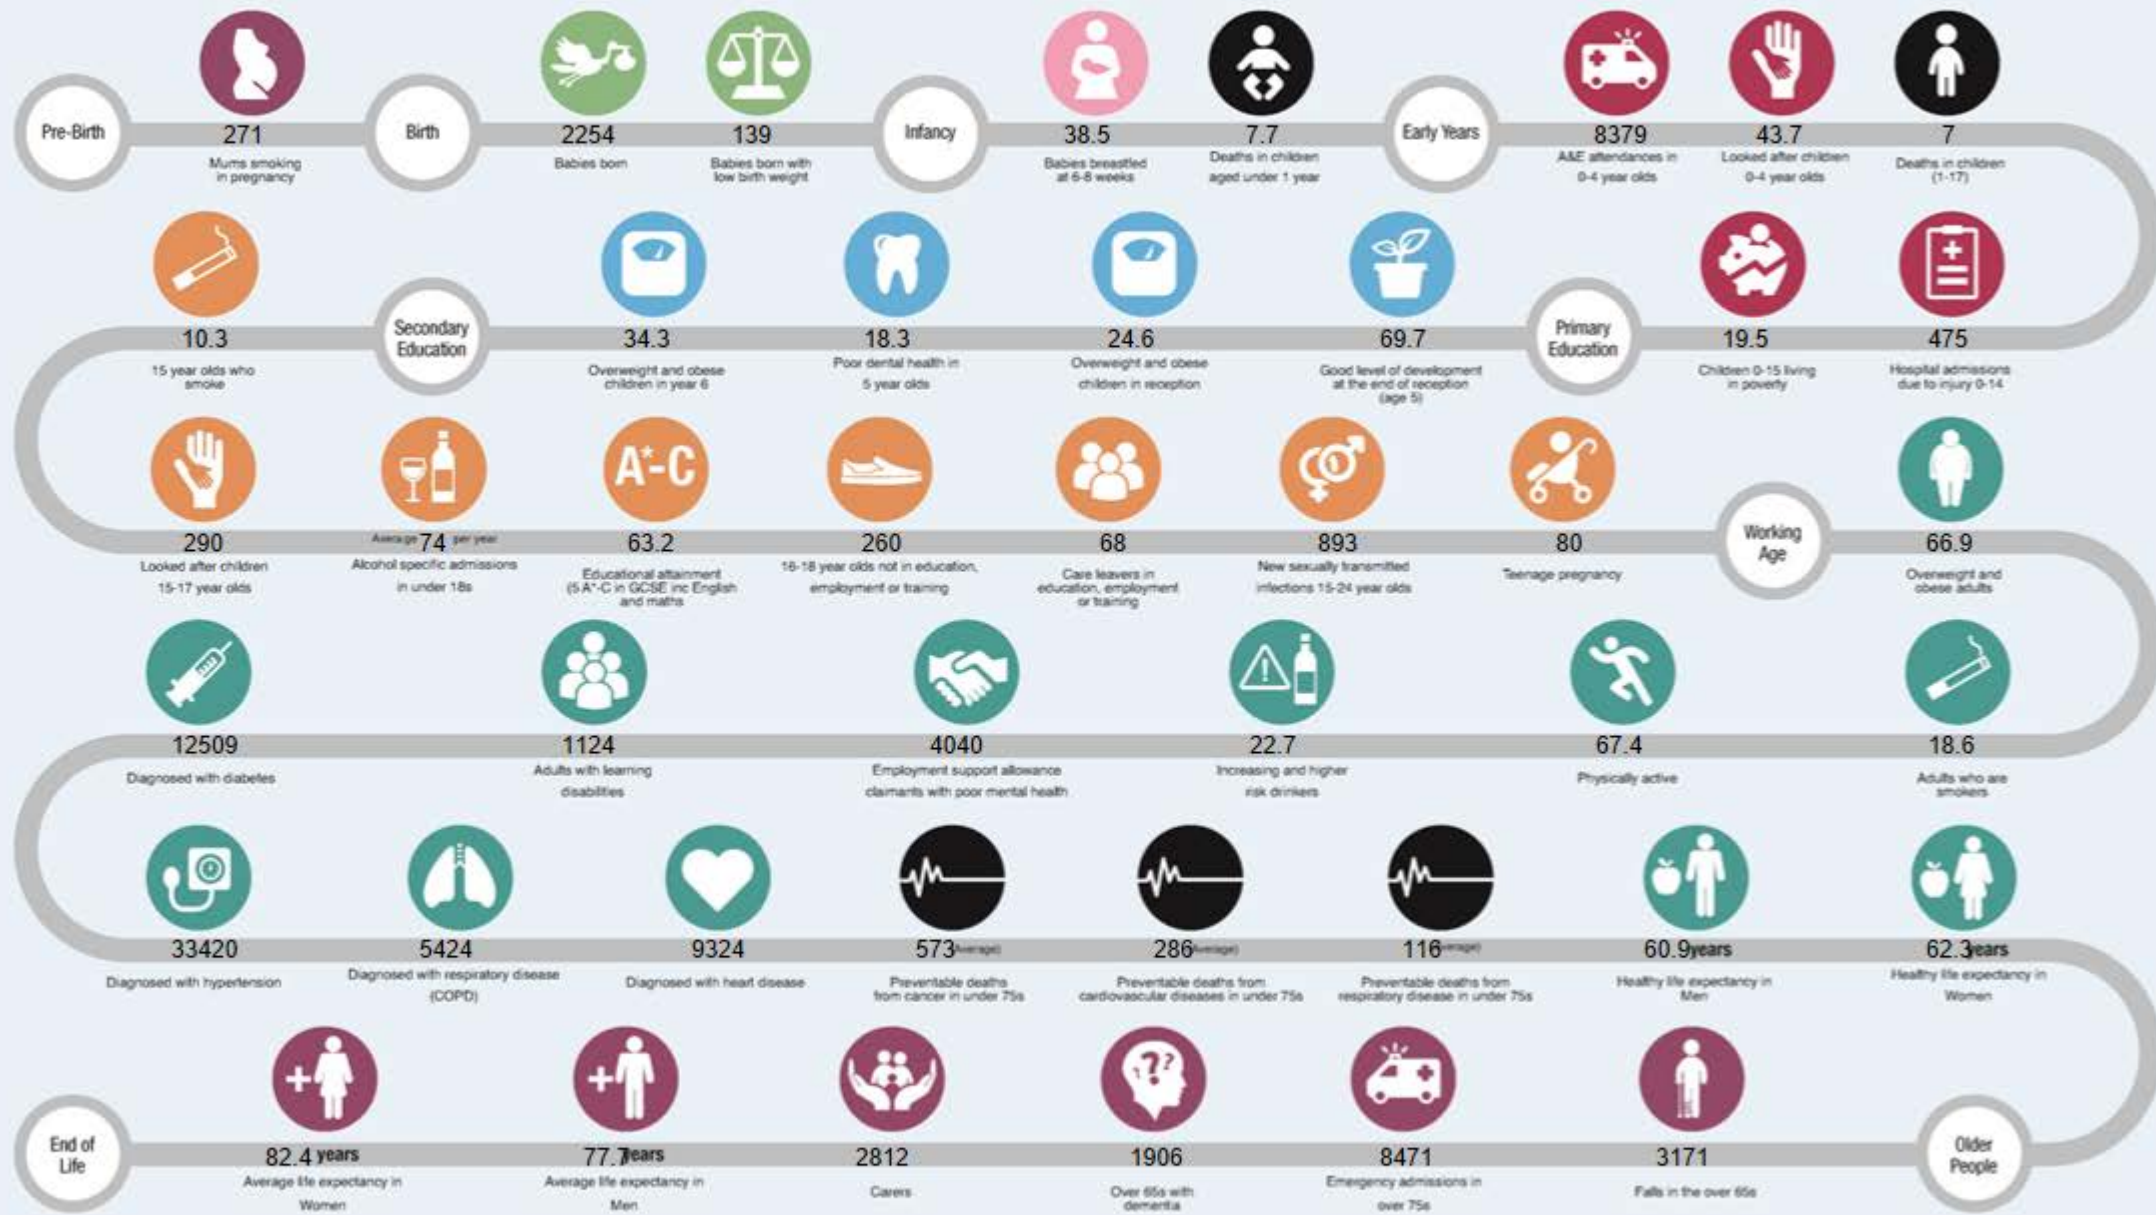 Pre-Birth
271
Mums smoking
in pregnancy
Birth
2254
Babies born
139
Babies born with
low birth weight
Infancy
38.5
Babies breastfed
at 6-8 weeks
7.7
Deaths in children
aged under 1 year
Early Years
8379
A&E attendances in
0-4 year olds
43.7
Looked after children
0-4 year olds
7
Deaths in children
(1-17)
475
Hospital admissions
due to injury 0-14
19.5
Children 0-15 living
in poverty
Primary
Education
69.7
Good level of development
at the end of reception
(age 5)
24.6
Overweight and obese
children in reception
18.3
Poor dental health in
5 year olds
34.3
Overweight and obese
children in year 6
Secondary
Education
10.3
15 year olds who
smoke
290
Looked after children
15-17 year olds
Average 74 per year
Alcohol specific admissions
in under 18s
A*-C
63.2
Educational attainment
(5 A*-C in GCSE inc English
and maths
260
16-18 year olds not in education,
employment or training
68
Care leavers in
education, employment
or training
893
New sexually transmitted
infections 15-24 year olds
80
Teenage pregnancy
Working
Age
66.9
Overweight and
obese adults
18.6
Adults who are
smokers
67.4
Physically active
22.7
Increasing and higher
risk drinkers
4040
Employment support allowance
claimants with poor mental health
1124
Adults with learning
disabilities
12509
Diagnosed with diabetes
33420
Diagnosed with hypertension
5424
Diagnosed with respiratory disease
(COPD)
9324
Diagnosed with heart disease
573 average)
Preventable deaths
from cancer in under 75s
286 average)
Preventable deaths from
cardiovascular diseases in under 75s
116 average)
Preventable deaths from
respiratory disease in under 75s
60.9 years
Healthy life expectancy in
Men
62.3 years
Healthy life expectancy in
Women
Older
People
3171
Falls in the over 65s
8471
Emergency admissions in
over 75s
???
1906
Over 65s with
dementia
2812
Carers
77.7 years
Average life expectancy in
Men
82.4 years
Average life expectancy in
Women
End of
Life